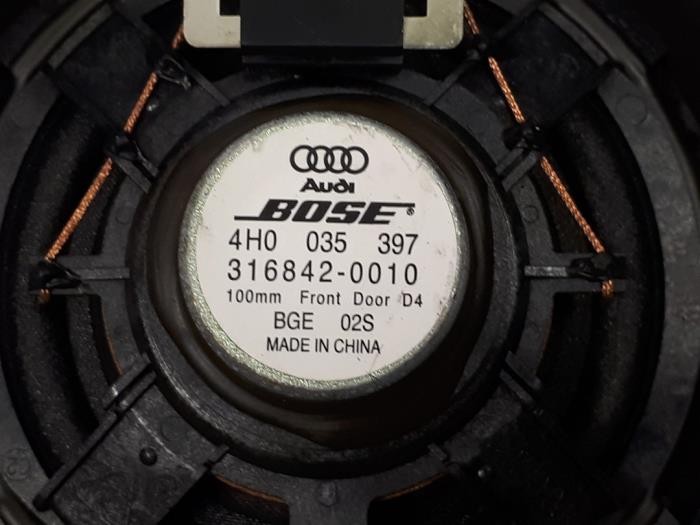 Audi
BOSE®
4H0 035 397
316842-0010
100mm Front Door D4
BGE 02S
MADE IN CHINA